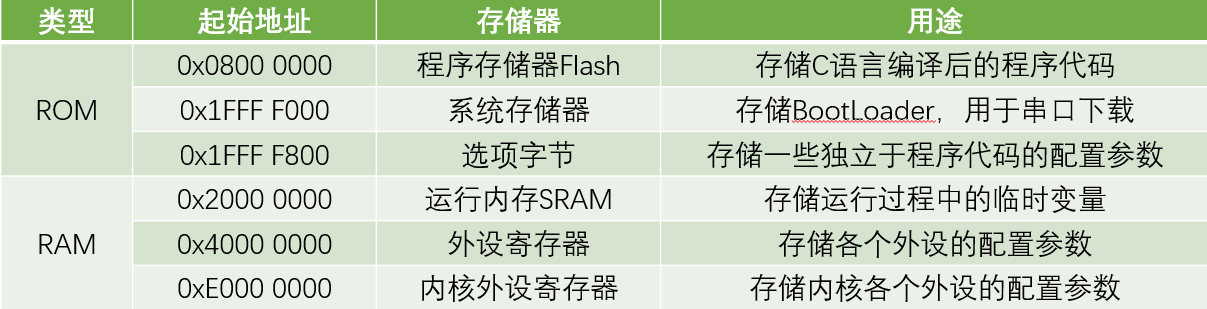 类型 起始地址 存储器 用途
0x0800 0000 程序存储器Flash 存储C语言编译后的程序代码
ROM 0x1FFF F000 系统存储器 存储BootLoader，用于串口下载
0x1FFF F800 选项字节 存储一些独立于程序代码的配置参数
0x2000 0000 运行内存SRAM 存储运行过程中的临时变量
RAM 0x4000 0000 外设寄存器 存储各个外设的配置参数
0xE000 0000 内核外设寄存器 存储内核各个外设的配置参数